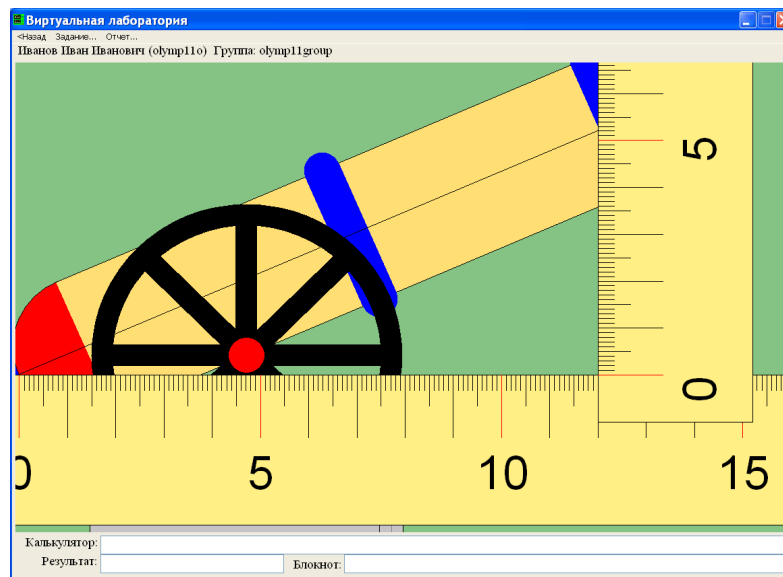 Виртуальная лаборатория
<Назад Задание... Отчет...
Иванов Иван Иванович (olymp11o) Группа: olymp11group
5
0
0 5 10 15
Калькулятор:
Результат: Блокнот: